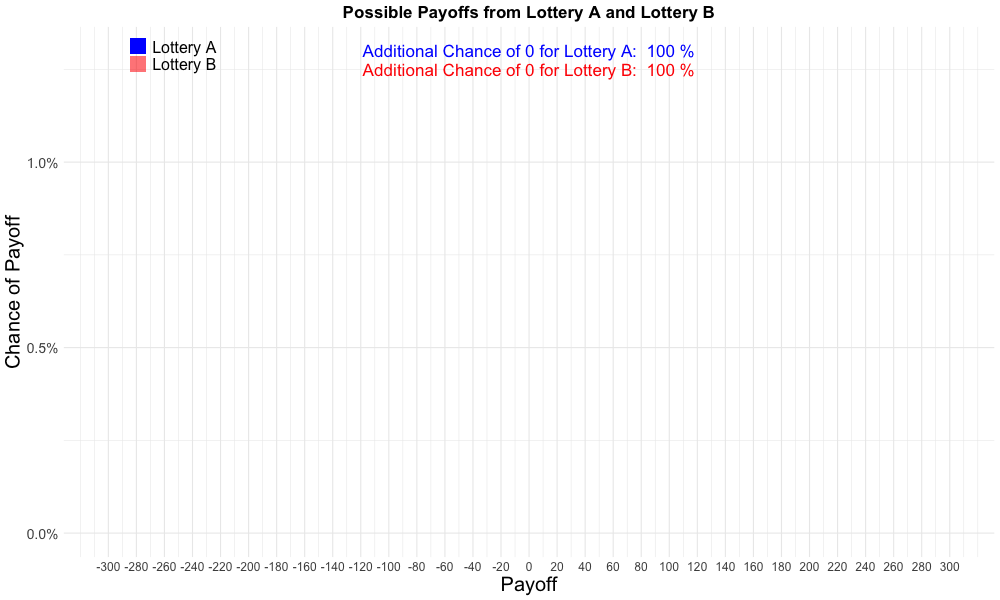 Possible Payoffs from Lottery A and Lottery B
Lottery A
Lottery B
Additional Chance of 0 for Lottery A:  100 %
Additional Chance of 0 for Lottery B:  100 %
Chance of Payoff
1.0%
0.5%
0.0%
-300 -280 -260 -240 -220 -200 -180 -160 -140 -120 -100 -80 -60 -40 -20 0 20 40 60 80 100 120 140 160 180 200 220 240 260 280 300
Payoff